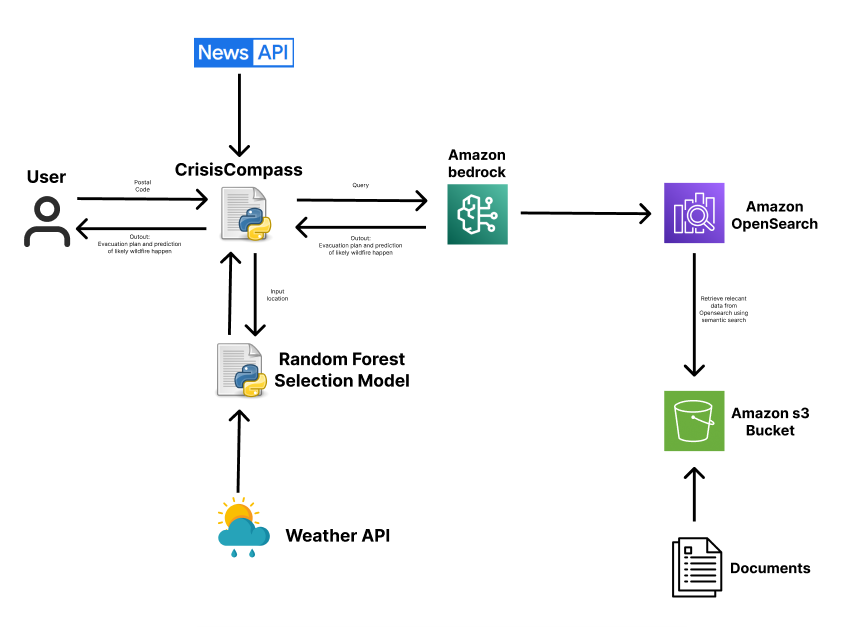 News API
CrisisCompass
User
Postal
Code
Outout:
Evacuation plan and prediction
of likely wildfire happen
Query
Outout:
Evacuation plan and prediction
of likely wildfire happen
Amazon
bedrock
Amazon
OpenSearch
Input
location
Retrieve relecant
data from
Opensearch using
semantic search
Random Forest
Selection Model
Amazon s3
Bucket
Weather API
Documents